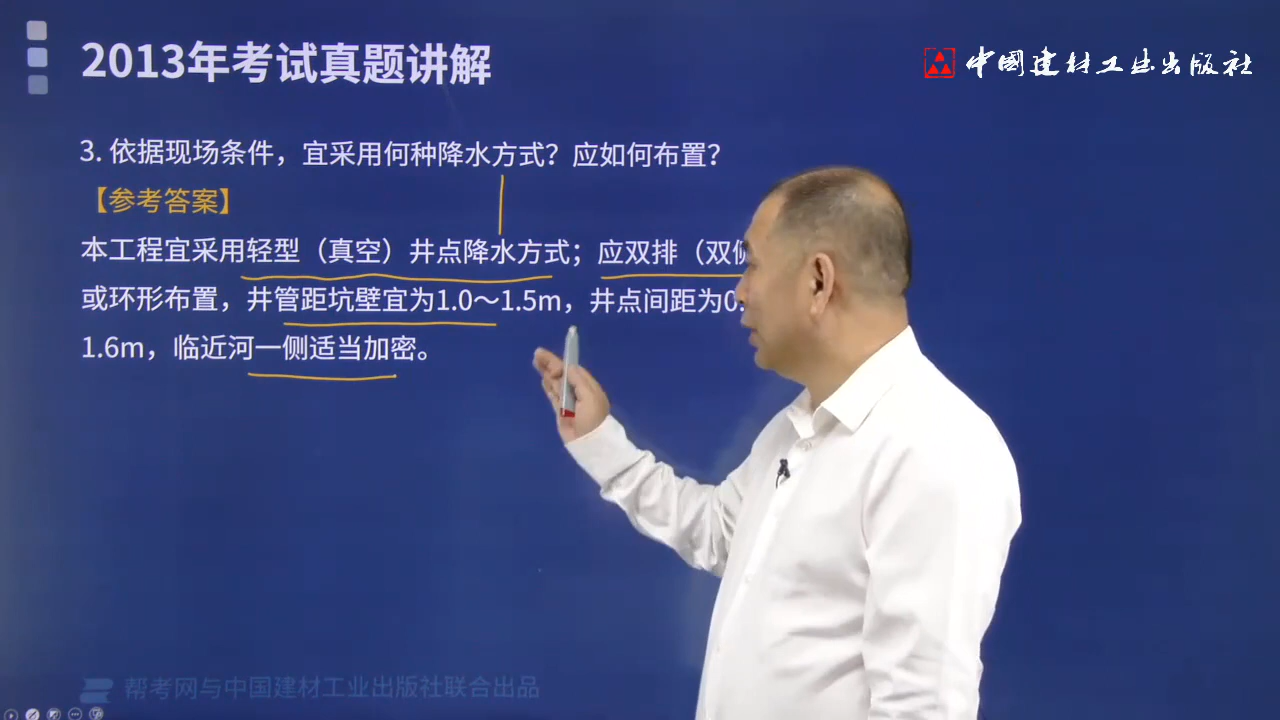 2013年考试真题讲解
中国建材工业出版社
3. 依据现场条件，宜采用何种降水方式？应如何布置？
【参考答案】
本工程宜采用轻型（真空）井点降水方式；应双排（双
或环形布置，井管距坑壁宜为1.0～1.5m，井点间距为0.
1.6m，临近河一侧适当加密。
帮考网与中国建材工业出版社联合出品